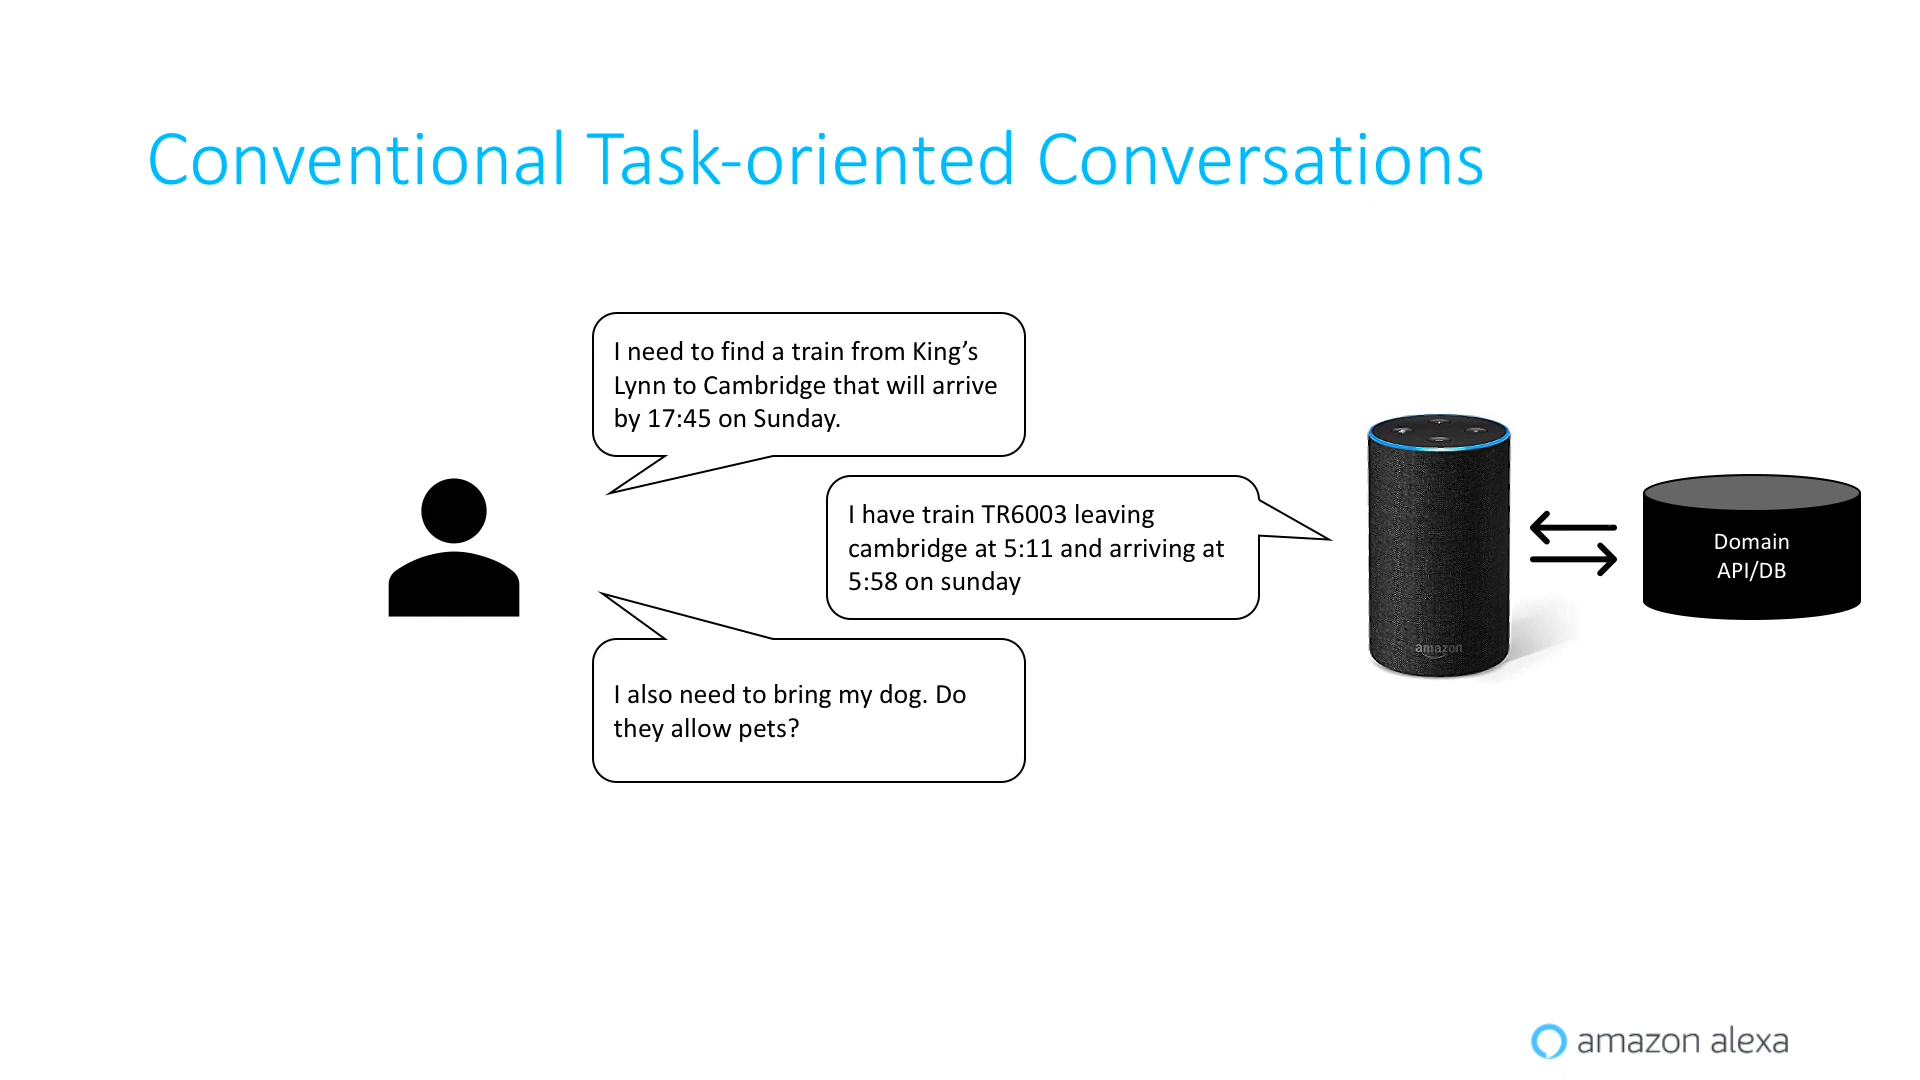 Conventional Task-oriented Conversations
I need to find a train from King’s
Lynn to Cambridge that will arrive
by 17:45 on Sunday.
I have train TR6003 leaving
cambridge at 5:11 and arriving at
5:58 on sunday
I also need to bring my dog. Do
they allow pets?
amazon
Domain
API/DB
amazon alexa